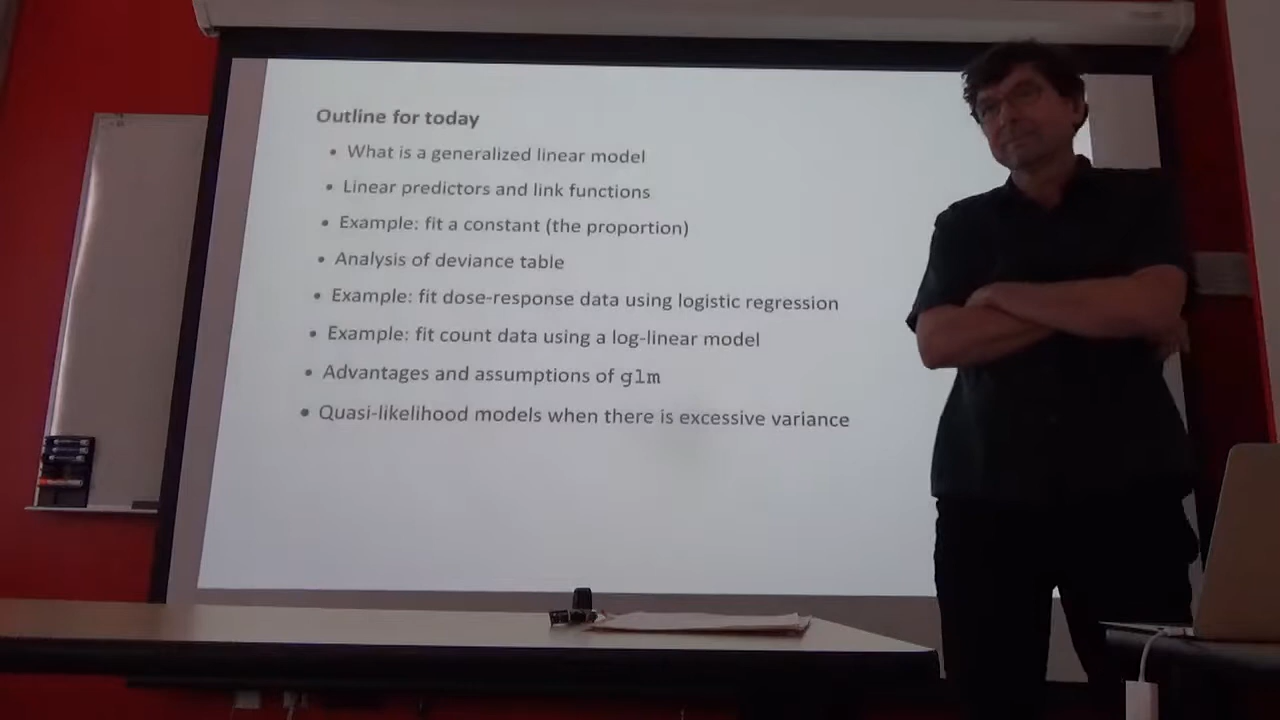 Outline for today
• What is a generalized linear model
• Linear predictors and link functions
• Example: fit a constant (the proportion)
• Analysis of deviance table
• Example: fit dose-response data using logistic regression
• Example: fit count data using a log-linear model
• Advantages and assumptions of glm
• Quasi-likelihood models when there is excessive variance